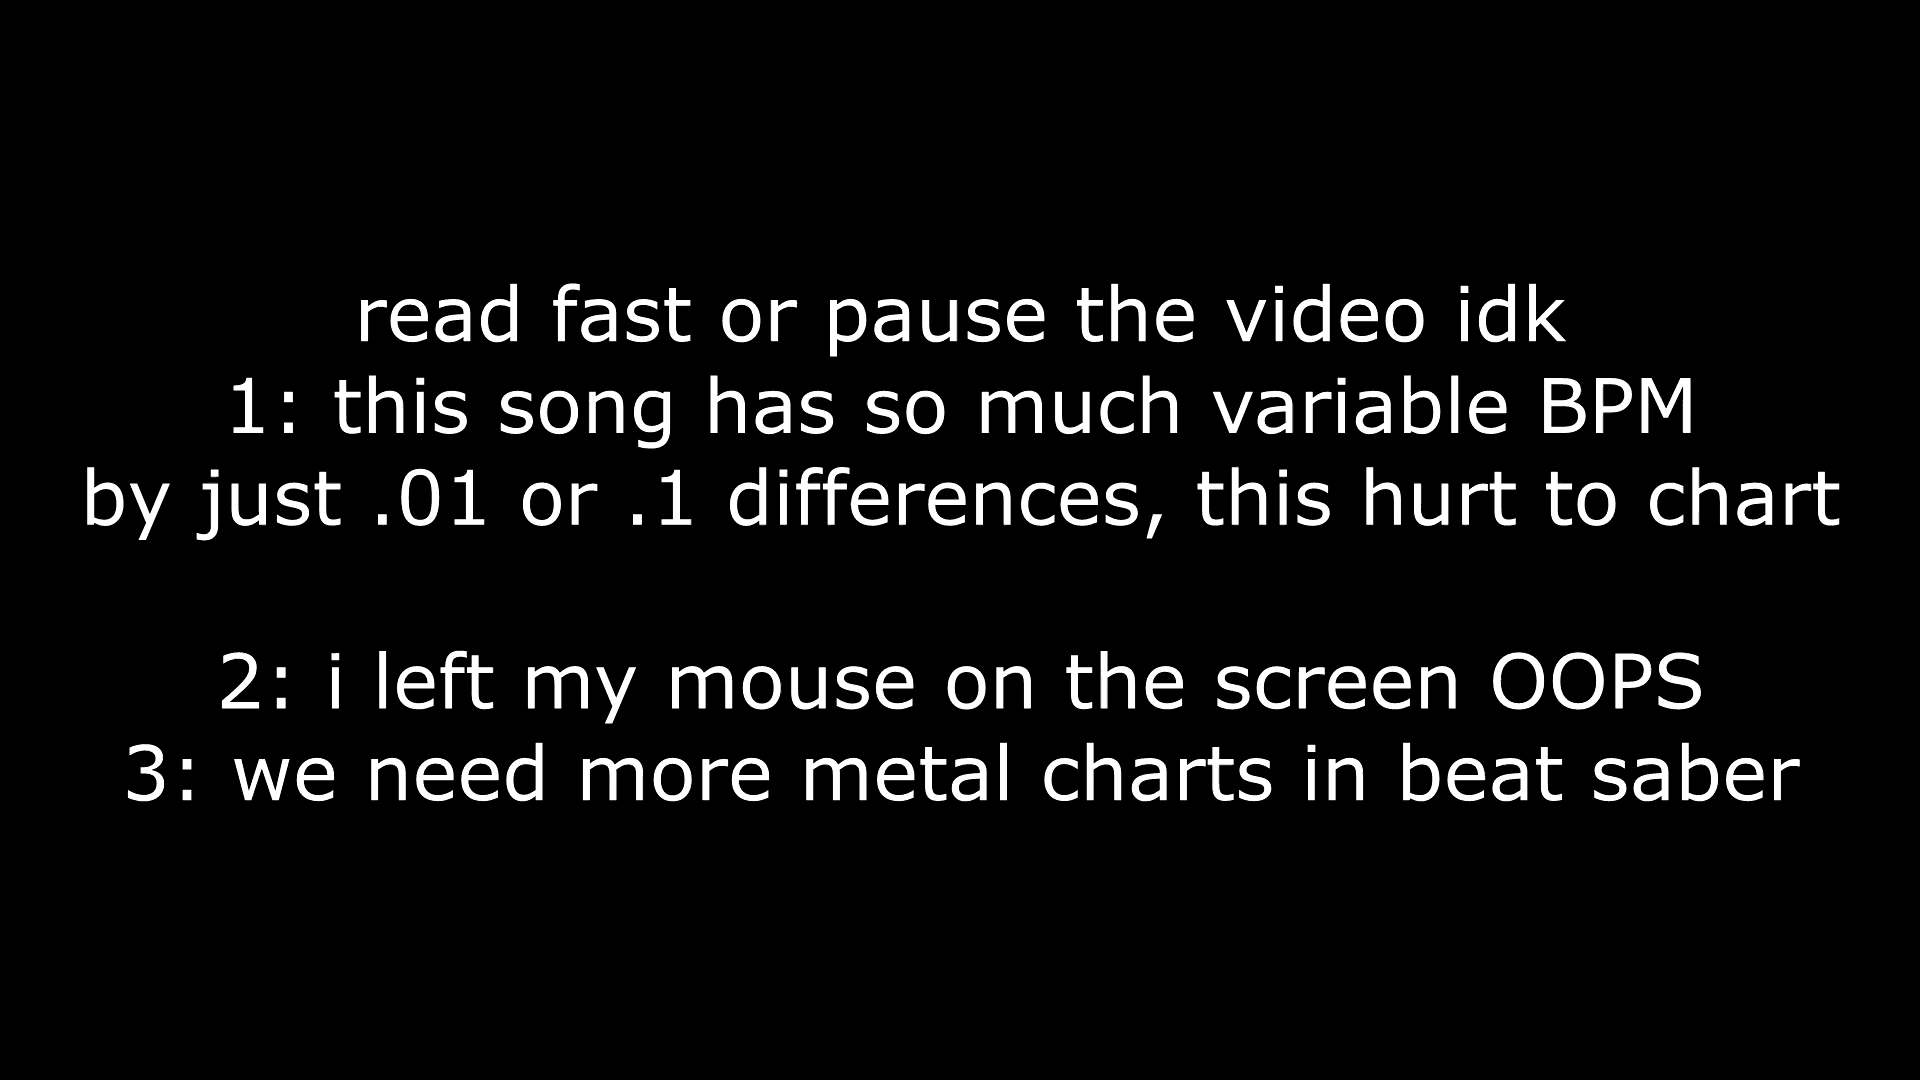 read fast or pause the video idk
1: this song has so much variable BPM
by just .01 or .1 differences, this hurt to chart
2: i left my mouse on the screen OOPS
3: we need more metal charts in beat saber